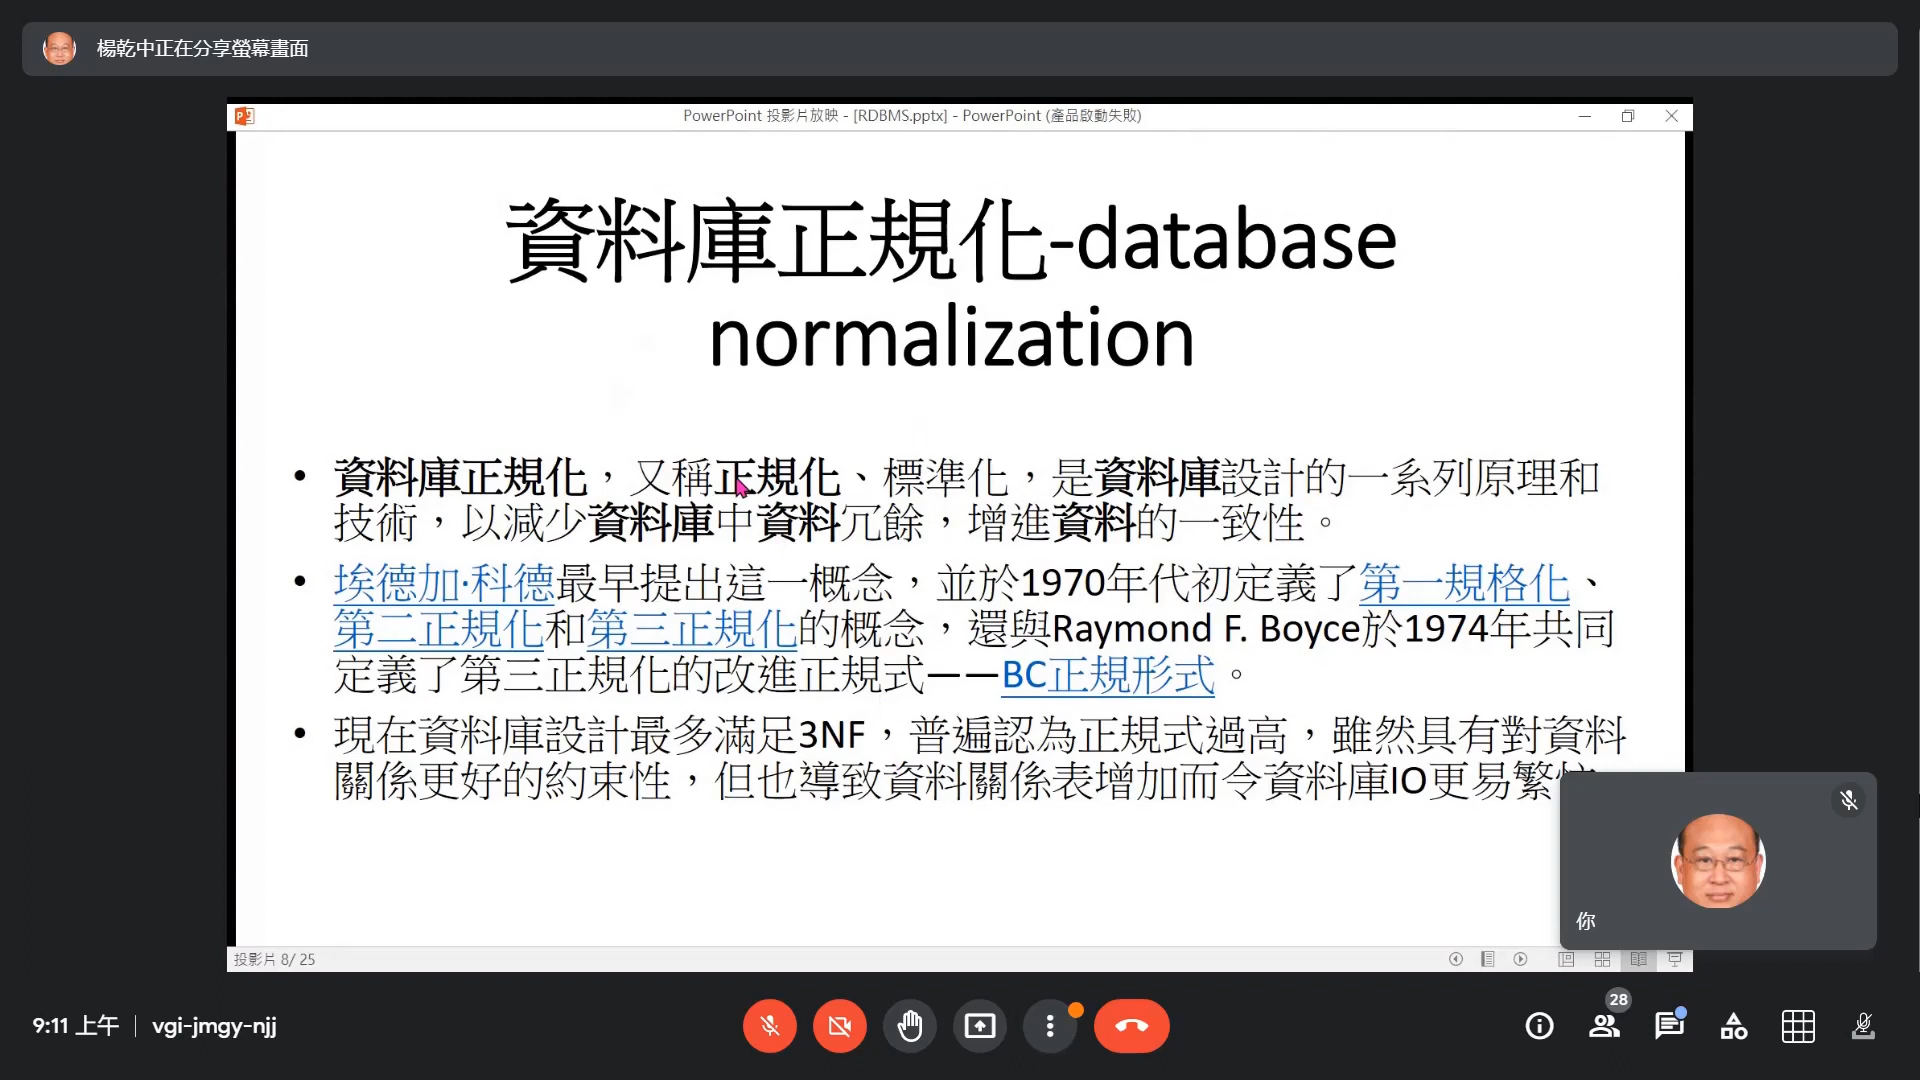 楊乾中正在分享螢幕畫面
PowerPoint 投影片放映 - [RDBMS.pptx] - PowerPoint (產品啟動失敗)
資料庫正規化-database
normalization
• 資料庫正規化，又稱正規化、標準化，是資料庫設計的一系列原理和
技術，以減少資料庫中資料冗餘，增進資料的一致性。
• 埃德加·科德最早提出這一概念，並於1970年代初定義了第一規格化、
第二正規化和第三正規化的概念，還與Raymond F. Boyce於1974年共同
定義了第三正規化的改進正規式——BC正規形式。
• 現在資料庫設計最多滿足3NF，普遍認為正規式過高，雖然具有對資料
關係更好的約束性，但也導致資料關係表增加而令資料庫IO更易繁
你
投影片 8/ 25
28
9:11 上午 | vgi-jmgy-njj